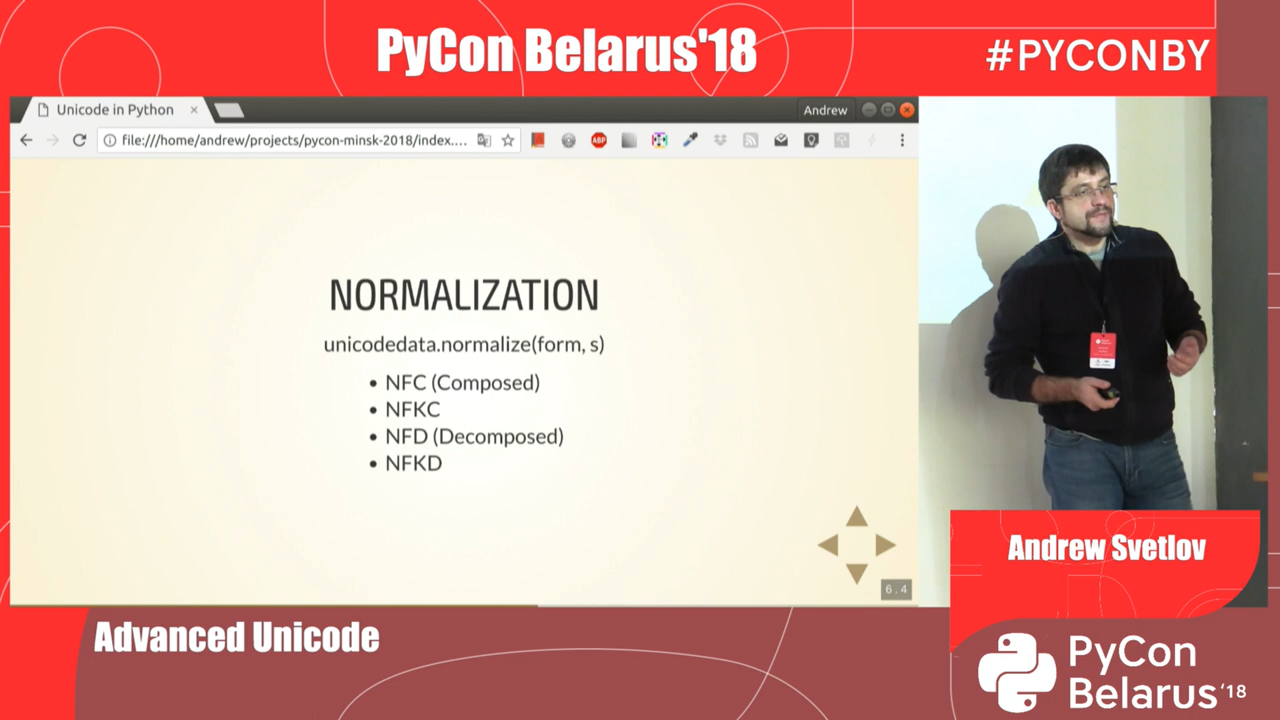 PyCon Belarus'18
#PYCONBY
Unicode in Python
Andrew
file:///home/andrew/projects/pycon-minsk-2018/index....
ABP
NORMALIZATION
unicodedata.normalize(form, s)
• NFC (Composed)
• NFKC
• NFD (Decomposed)
• NFKD
6.4
Andrew Svetlov
Advanced Unicode
PyCon
Belarus '18